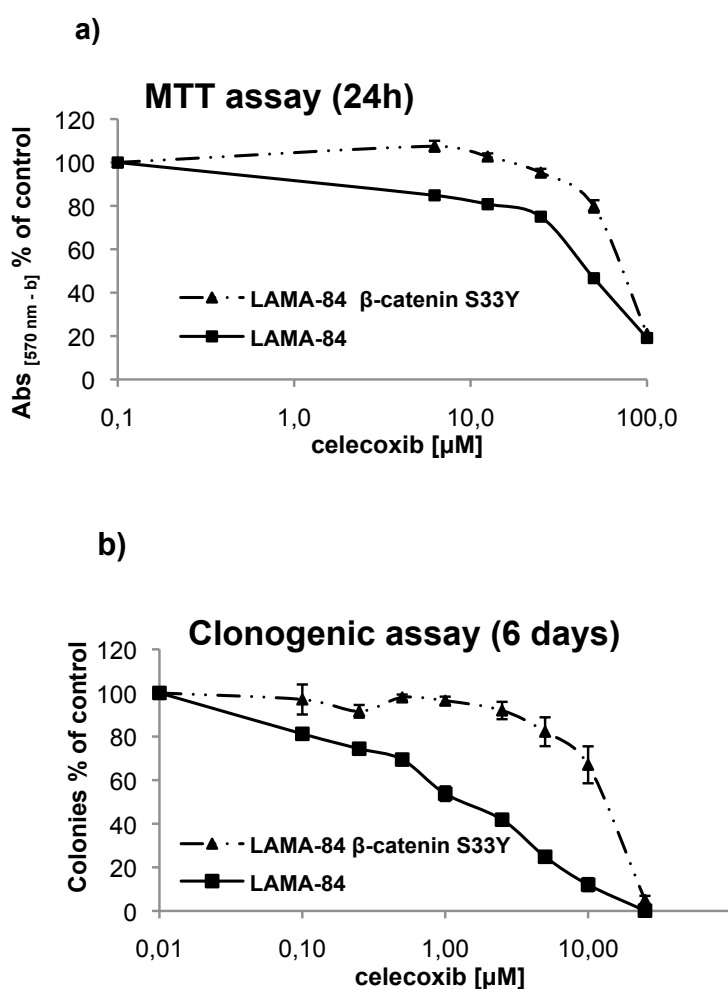 a)
MTT assay (24h)
Abs [570 nm - b] % of control
120
100
80
60
40
20
0
LAMA-84 β-catenin S33Y
LAMA-84
0,1 1,0 10,0 100,0
celecoxib [µM]
b)
Clonogenic assay (6 days)
Colonies % of control
120
100
80
60
40
20
0
LAMA-84 β-catenin S33Y
LAMA-84
0,01 0,10 1,00 10,00
celecoxib [µM]